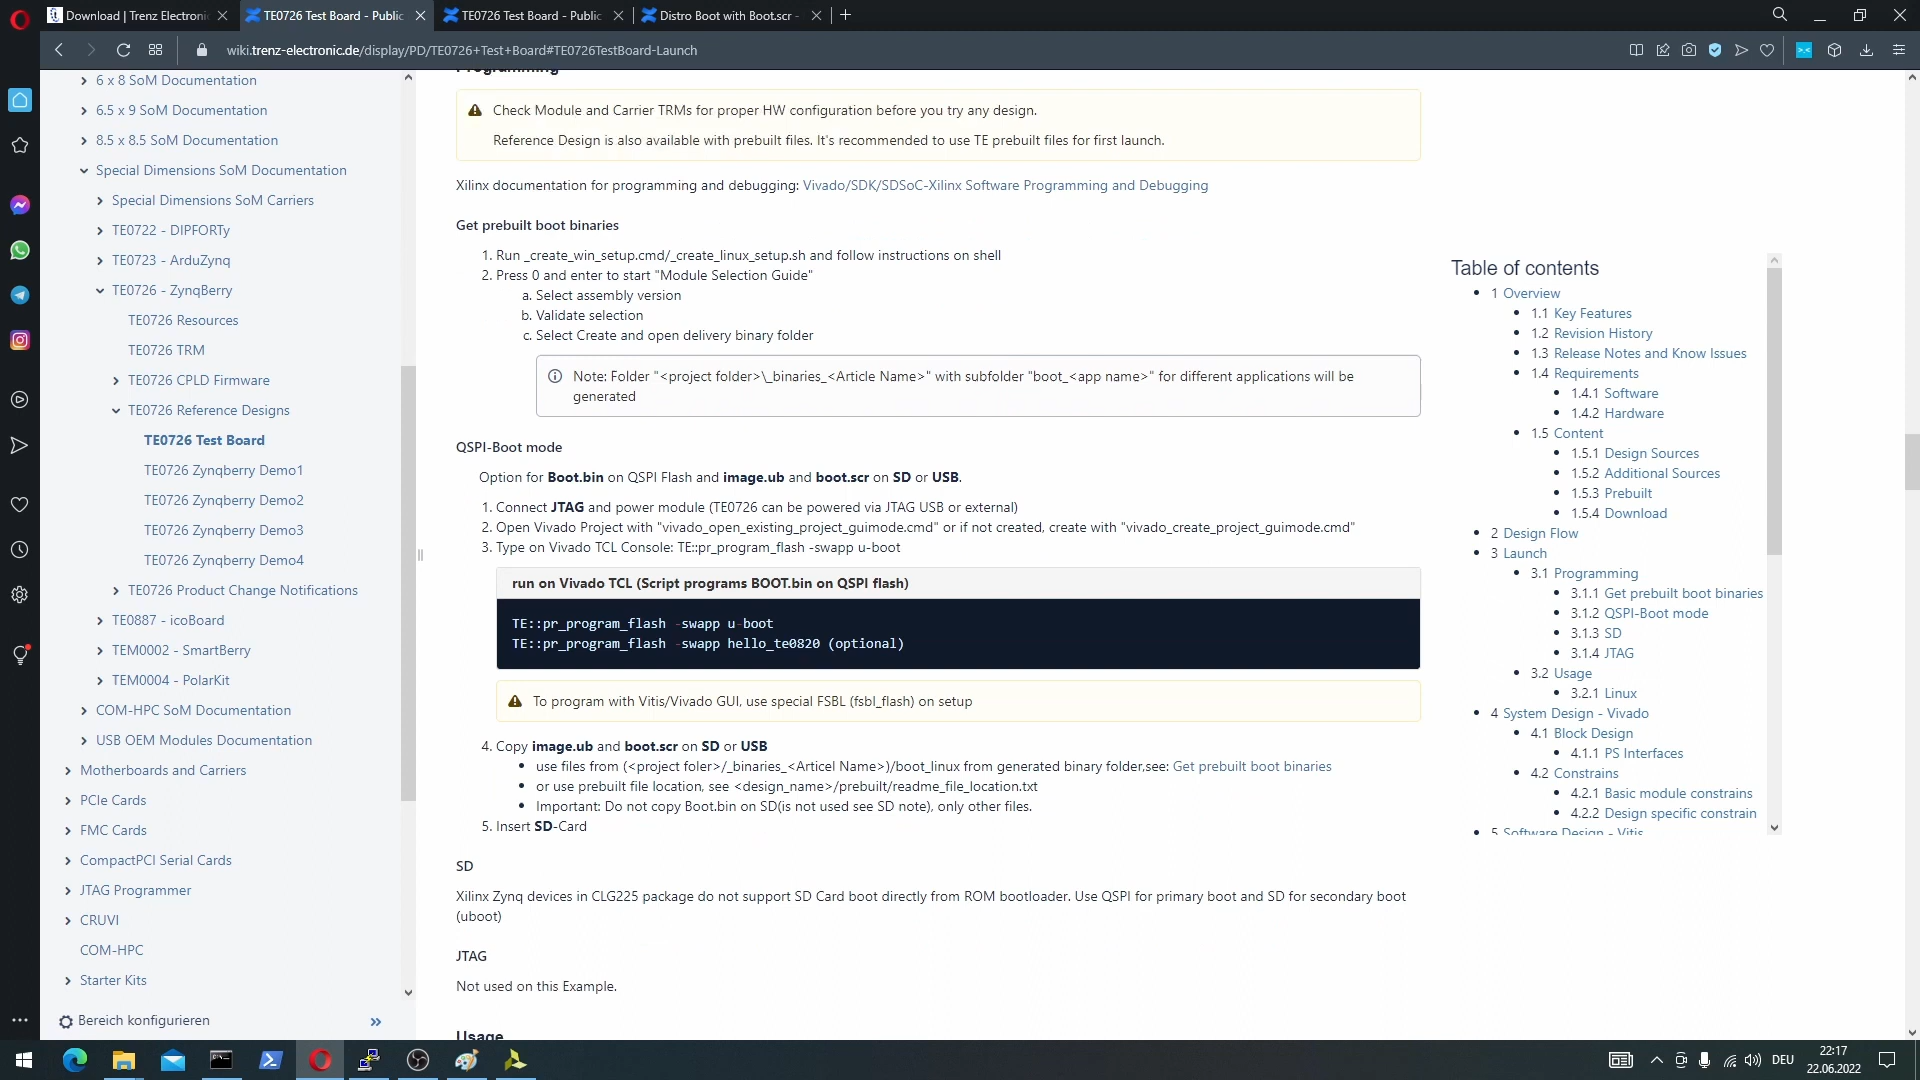 Download | Trenz Electronic
TE0726 Test Board - Public
TE0726 Test Board - Public
Distro Boot with Boot.scr -
wiki.trenz-electronic.de/display/PD/TE0726+Test+Board#TE0726TestBoard-Launch
6 x 8 SoM Documentation
6.5 x 9 SoM Documentation
8.5 x 8.5 SoM Documentation
Special Dimensions SoM Documentation
Special Dimensions SoM Carriers
TE0722 - DIPFORTy
TE0723 - ArduZynq
TE0726 - ZynqBerry
TE0726 Resources
TE0726 TRM
TE0726 CPLD Firmware
TE0726 Reference Designs
TE0726 Test Board
TE0726 Zynqberry Demo1
TE0726 Zynqberry Demo2
TE0726 Zynqberry Demo3
TE0726 Zynqberry Demo4
TE0726 Product Change Notifications
TE0887 - icoBoard
TEM0002 - SmartBerry
TEM0004 - PolarKit
COM-HPC SoM Documentation
USB OEM Modules Documentation
Motherboards and Carriers
PCIe Cards
FMC Cards
CompactPCI Serial Cards
JTAG Programmer
CRUVI
COM-HPC
Starter Kits
Bereich konfigurieren
Programming
Check Module and Carrier TRMs for proper HW configuration before you try any design.
Reference Design is also available with prebuilt files. It's recommended to use TE prebuilt files for first launch.
Xilinx documentation for programming and debugging: Vivado/SDK/SDSoC-Xilinx Software Programming and Debugging
Get prebuilt boot binaries
1. Run _create_win_setup.cmd/_create_linux_setup.sh and follow instructions on shell
2. Press 0 and enter to start "Module Selection Guide"
a. Select assembly version
b. Validate selection
c. Select Create and open delivery binary folder
Note: Folder "<project folder>\_binaries_<Article Name>" with subfolder "boot_<app name>" for different applications will be
generated
QSPI-Boot mode
Option for Boot.bin on QSPI Flash and image.ub and boot.scr on SD or USB.
1. Connect JTAG and power module (TE0726 can be powered via JTAG USB or external)
2. Open Vivado Project with "vivado_open_existing_project_guimode.cmd" or if not created, create with "vivado_create_project_guimode.cmd"
3. Type on Vivado TCL Console: TE::pr_program_flash -swapp u-boot
run on Vivado TCL (Script programs BOOT.bin on QSPI flash)
TE::pr_program_flash -swapp u-boot
TE::pr_program_flash -swapp hello_te0820 (optional)
To program with Vitis/Vivado GUI, use special FSBL (fsbl_flash) on setup
4. Copy image.ub and boot.scr on SD or USB
• use files from (<project foler>/_binaries_<Articel Name>)/boot_linux from generated binary folder,see: Get prebuilt boot binaries
• or use prebuilt file location, see <design_name>/prebuilt/readme_file_location.txt
• Important: Do not copy Boot.bin on SD(is not used see SD note), only other files.
5. Insert SD-Card
SD
Xilinx Zynq devices in CLG225 package do not support SD Card boot directly from ROM bootloader. Use QSPI for primary boot and SD for secondary boot
(uboot)
JTAG
Not used on this Example.
Usage
Table of contents
• 1 Overview
• 1.1 Key Features
• 1.2 Revision History
• 1.3 Release Notes and Know Issues
• 1.4 Requirements
• 1.4.1 Software
• 1.4.2 Hardware
• 1.5 Content
• 1.5.1 Design Sources
• 1.5.2 Additional Sources
• 1.5.3 Prebuilt
• 1.5.4 Download
• 2 Design Flow
• 3 Launch
• 3.1 Programming
• 3.1.1 Get prebuilt boot binaries
• 3.1.2 QSPI-Boot mode
• 3.1.3 SD
• 3.1.4 JTAG
• 3.2 Usage
• 3.2.1 Linux
• 4 System Design - Vivado
• 4.1 Block Design
• 4.1.1 PS Interfaces
• 4.2 Constrains
• 4.2.1 Basic module constrains
• 4.2.2 Design specific constrain
• 5 Software Design - Vitis
DEU
22:17
22.06.2022